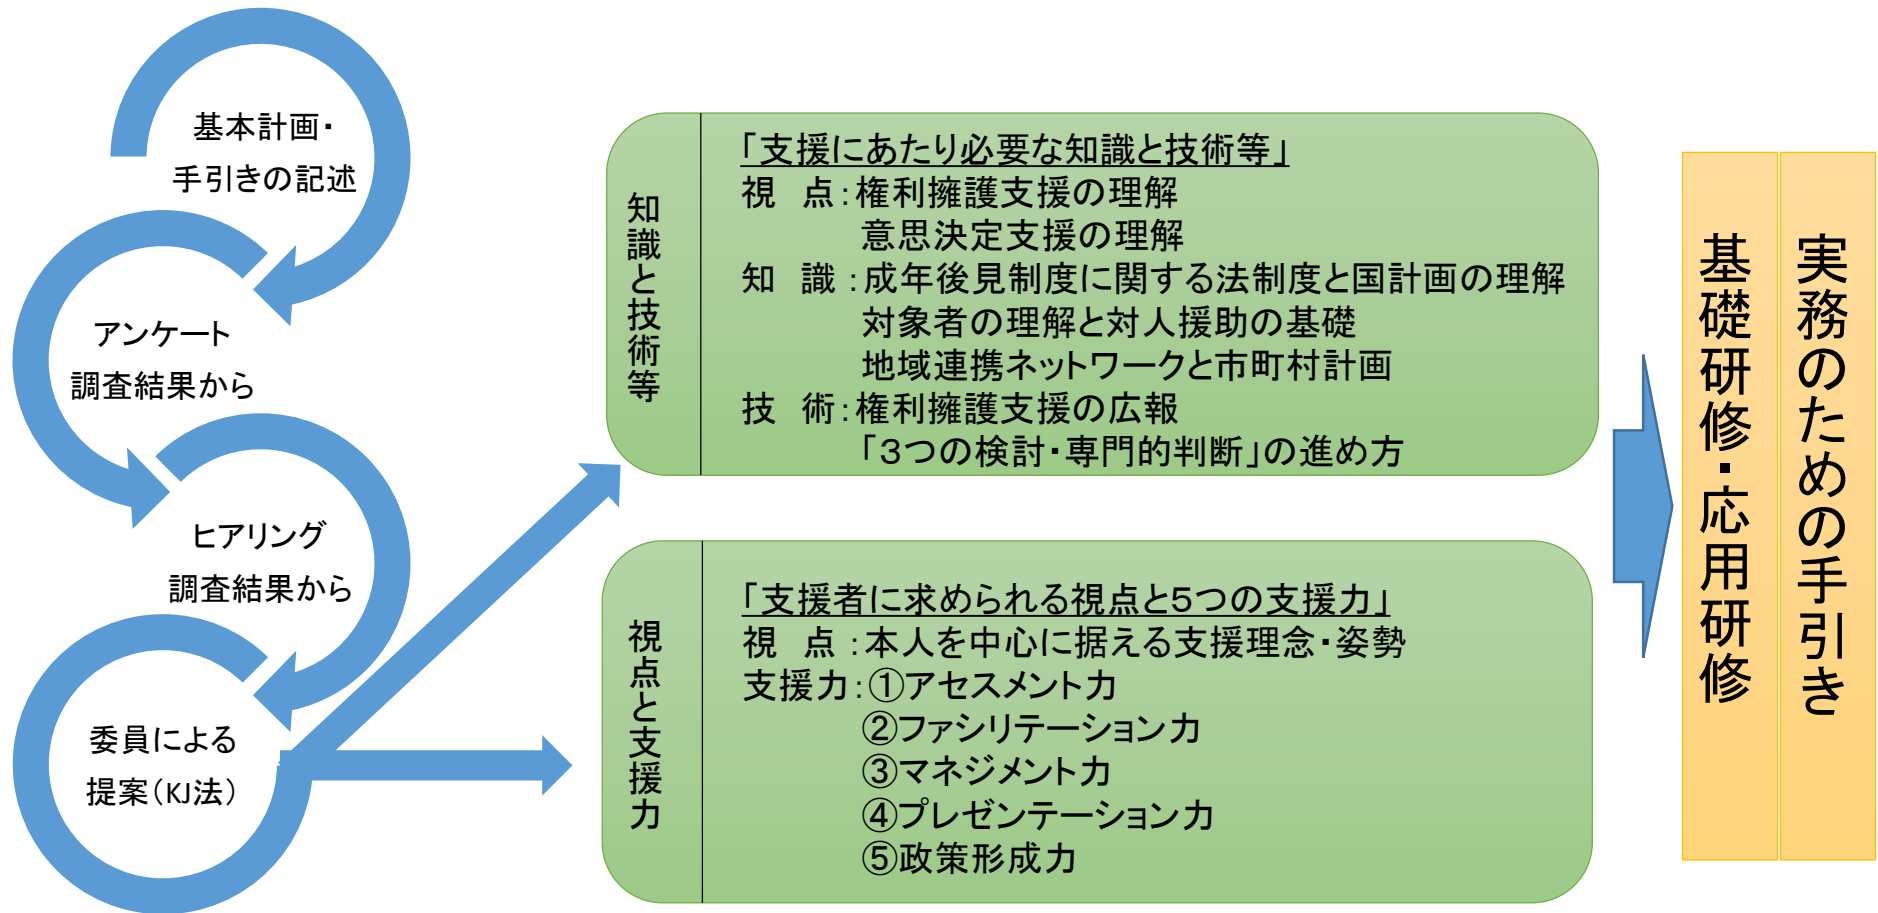 基本計画・
手引きの記述
アンケート
調査結果から
ヒアリング
調査結果から
委員による
提案（KJ法）
知識と技術等
「支援にあたり必要な知識と技術等」
視　点：権利擁護支援の理解
意思決定支援の理解
知　識：成年後見制度に関する法制度と国計画の理解
対象者の理解と対人援助の基礎
地域連携ネットワークと市町村計画
技　術：権利擁護支援の広報
「３つの検討・専門的判断」の進め方
視点と支援力
「支援者に求められる視点と５つの支援力」
視　点：本人を中心に据える支援理念・姿勢
支援力：①アセスメント力
②ファシリテーション力
③マネジメント力
④プレゼンテーション力
⑤政策形成力
実務のための手引き
基礎研修・応用研修